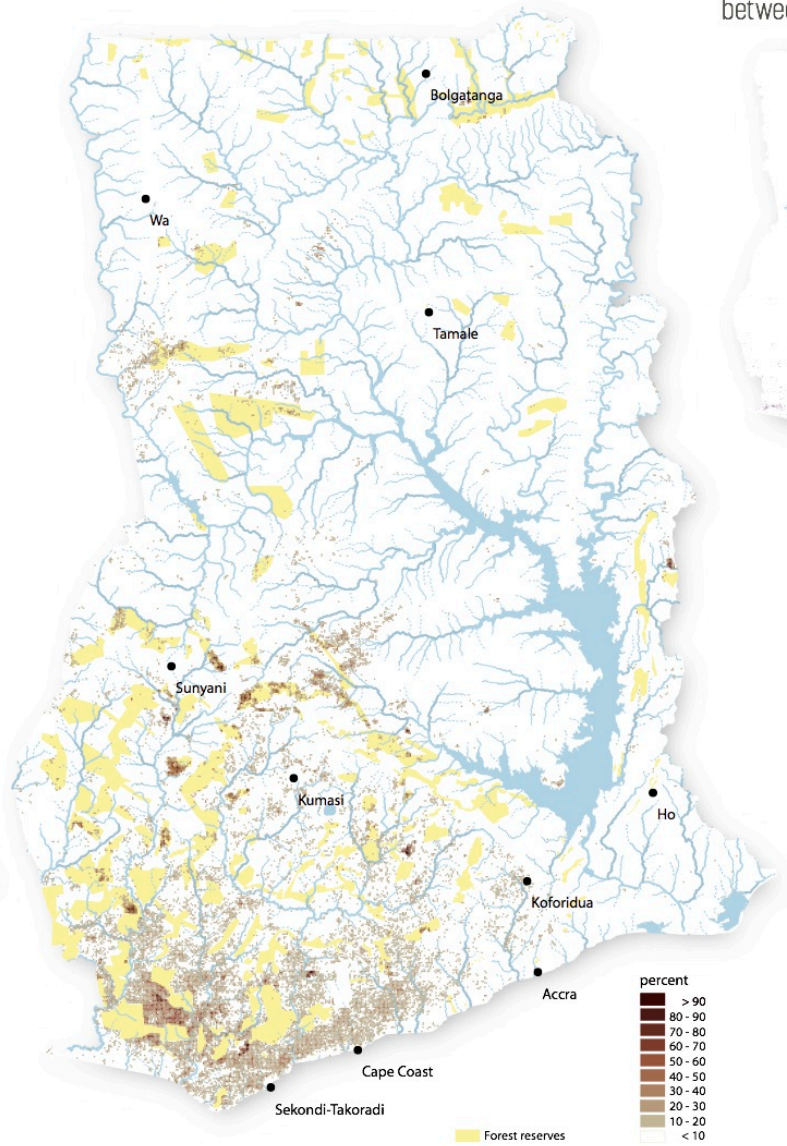 Bolgatanga
Wa
Tamale
Sunyani
Kumasi
Ho
Koforidua
Accra
Cape Coast
Sekondi-Takoradi
percent
> 90
80 - 90
70 - 80
60 - 70
50 - 60
40 - 50
30 - 40
20 - 30
10 - 20
< 10
Forest reserves